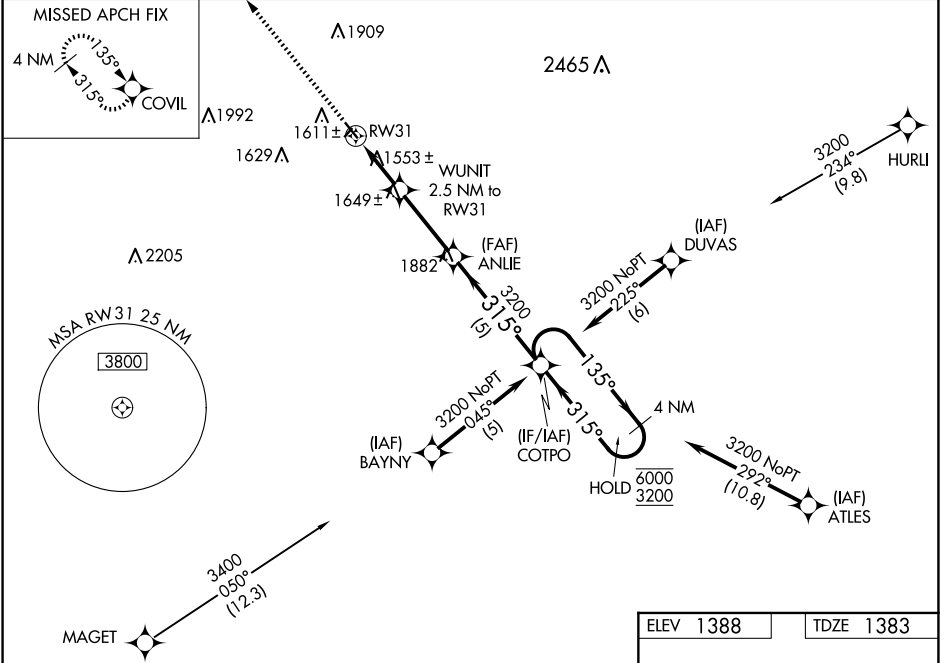 MISSED APCH FIX
4 NM
135°
315°
COVIL
1909
2465
1992
1611±
RW31
1629
1553 ±
WUNIT
2.5 NM to
RW31
1649±
HURLI
3200
234°
(9.8)
(IAF)
DUVAS
3200 NoPT
225°
(6)
(FAF)
ANLIE
1882
2205
MSA RW31 25 NM
3800
3200
315°
(5)
135°
315°
4 NM
3200 NoPT
045°
(5)
(IAF)
BAYNY
(IF/IAF)
COTPO
HOLD
6000
3200
3200 NoPT
292°
(10.8)
(IAF)
ATLES
3400
050°
(12.3)
MAGET
ELEV 1388
TDZE 1383